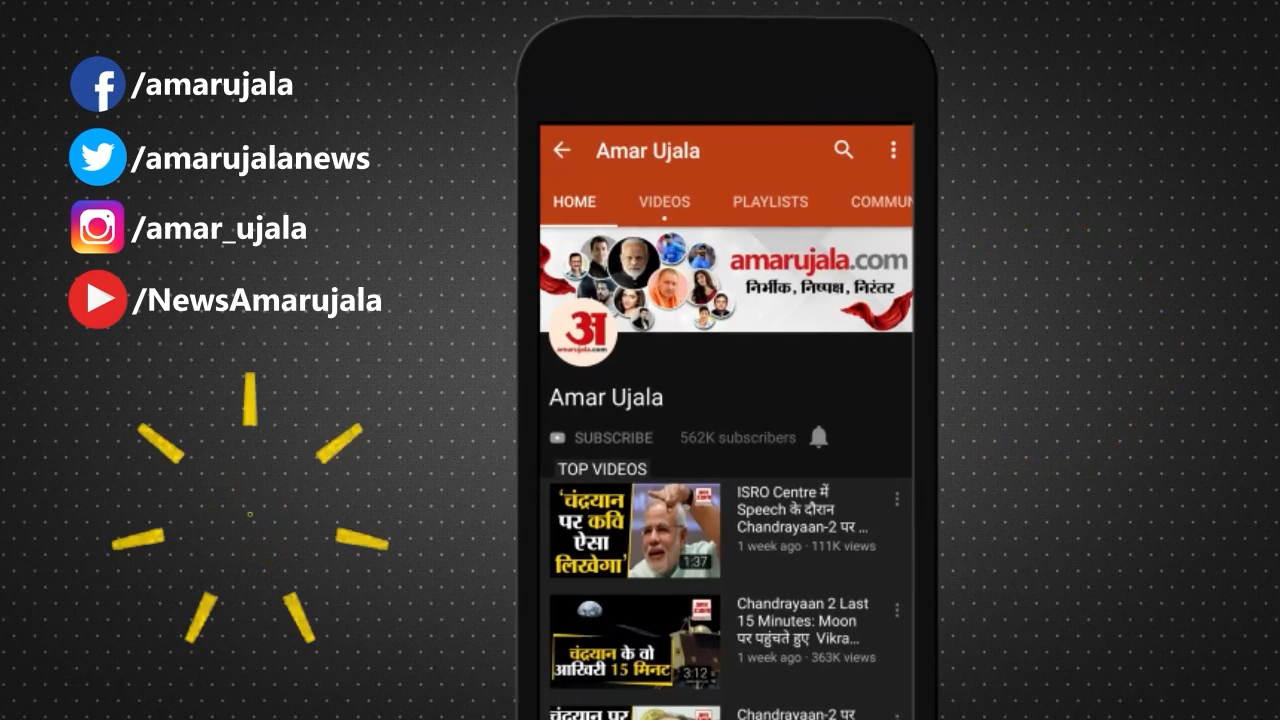 /amarujala
/amarujalanews
/amar_ujala
/NewsAmarujala
Amar Ujala
HOME VIDEOS PLAYLISTS COMMUN
amarujala.com
निर्भीक, निष्पक्ष, निरंतर
अ
amarujala.com
Amar Ujala
SUBSCRIBE 562K subscribers
TOP VIDEOS
'चंद्रयान
पर कवि
ऐसा
लिखेगा'
1:37
ISRO Centre में
Speech के दौरान
Chandrayaan-2 पर ...
1 week ago · 111K views
चंद्रयान के वो
आखिरी 15 मिनट
3:12
Chandrayaan 2 Last
15 Minutes: Moon
पर पहुंचते हुए Vikra...
1 week ago · 363K views
चंद्रयान पर
Chandrayaan-2 पर